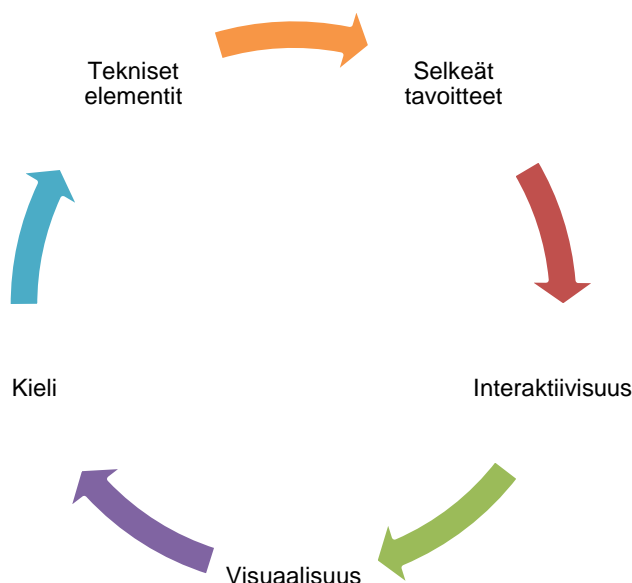 Tekniset
elementit
Selkeät
tavoitteet
Kieli
Interaktiivisuus
Visuaalisuus